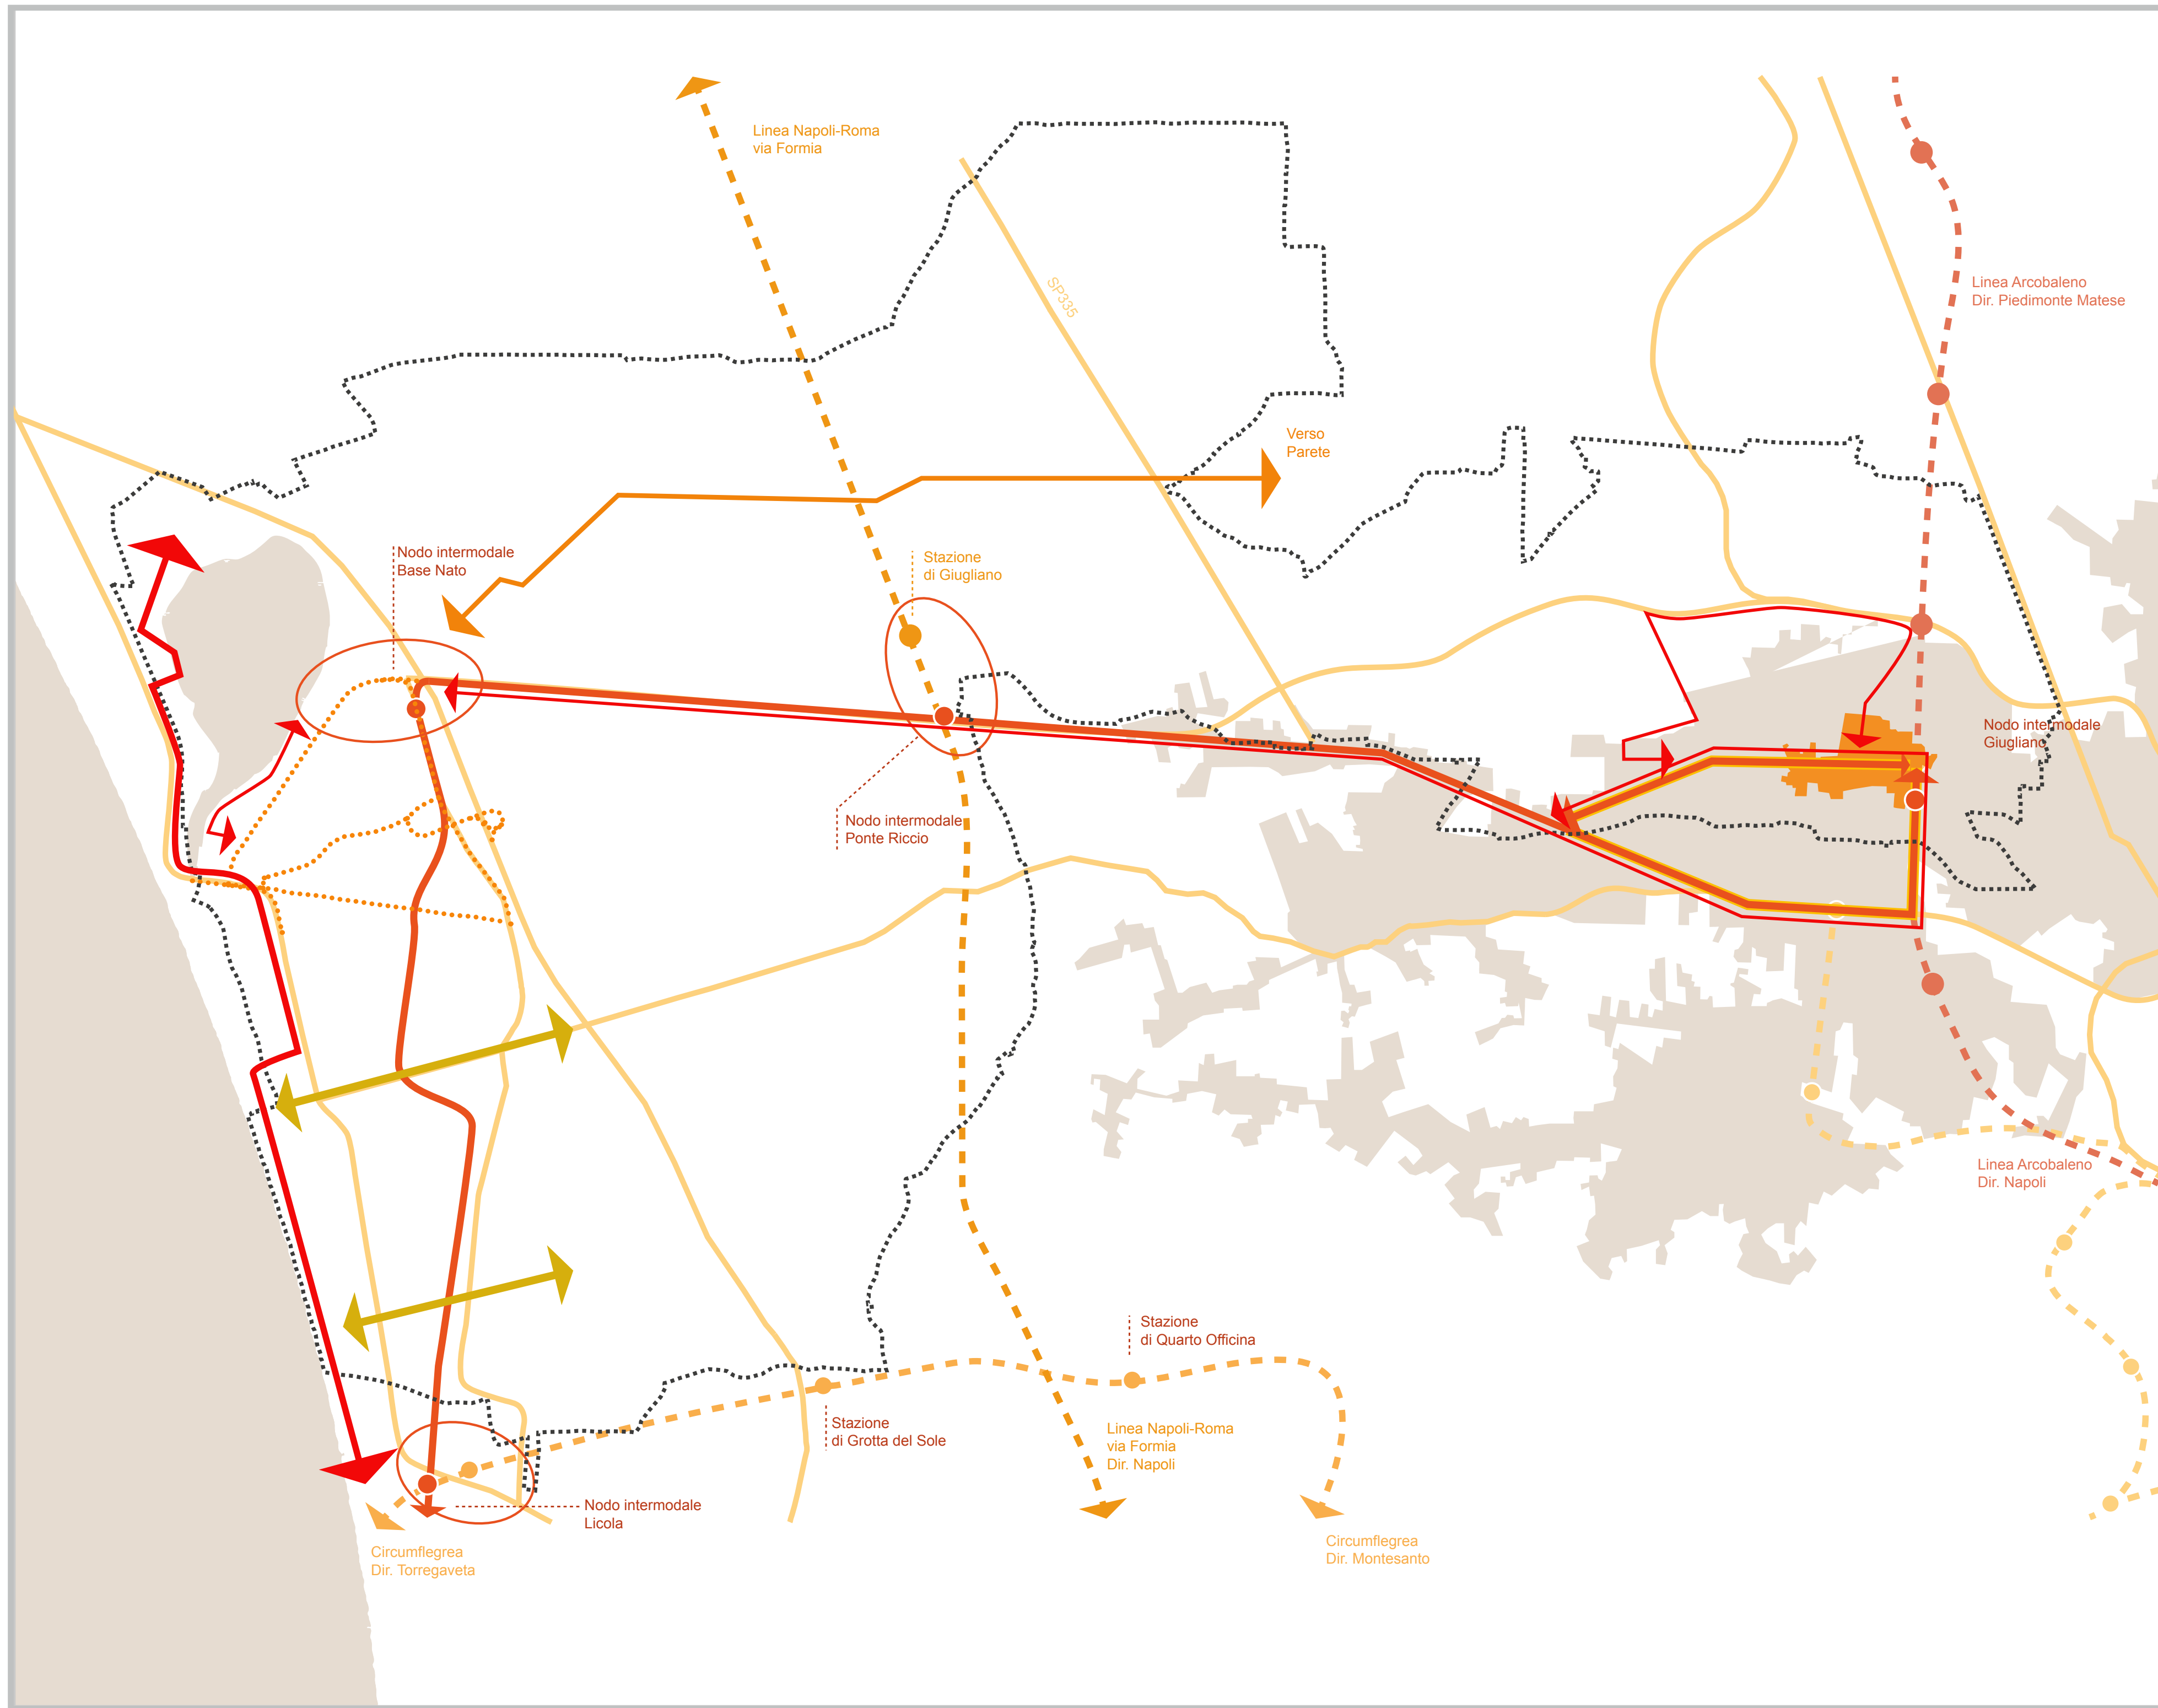 Linea Napoli-Roma
via Formia
SP335
Linea Arcobaleno
Dir. Piedimonte Matese
Verso
Parete
Nodo intermodale
Base Nato
Stazione
di Giugliano
Nodo intermodale
Giugliano
Nodo intermodale
Ponte Riccio
Linea Arcobaleno
Dir. Napoli
Stazione
di Quarto Officina
Stazione
di Grotta del Sole
Linea Napoli-Roma
via Formia
Dir. Napoli
Nodo intermodale
Licola
Circumflegrea
Dir. Torregaveta
Circumflegrea
Dir. Montesanto